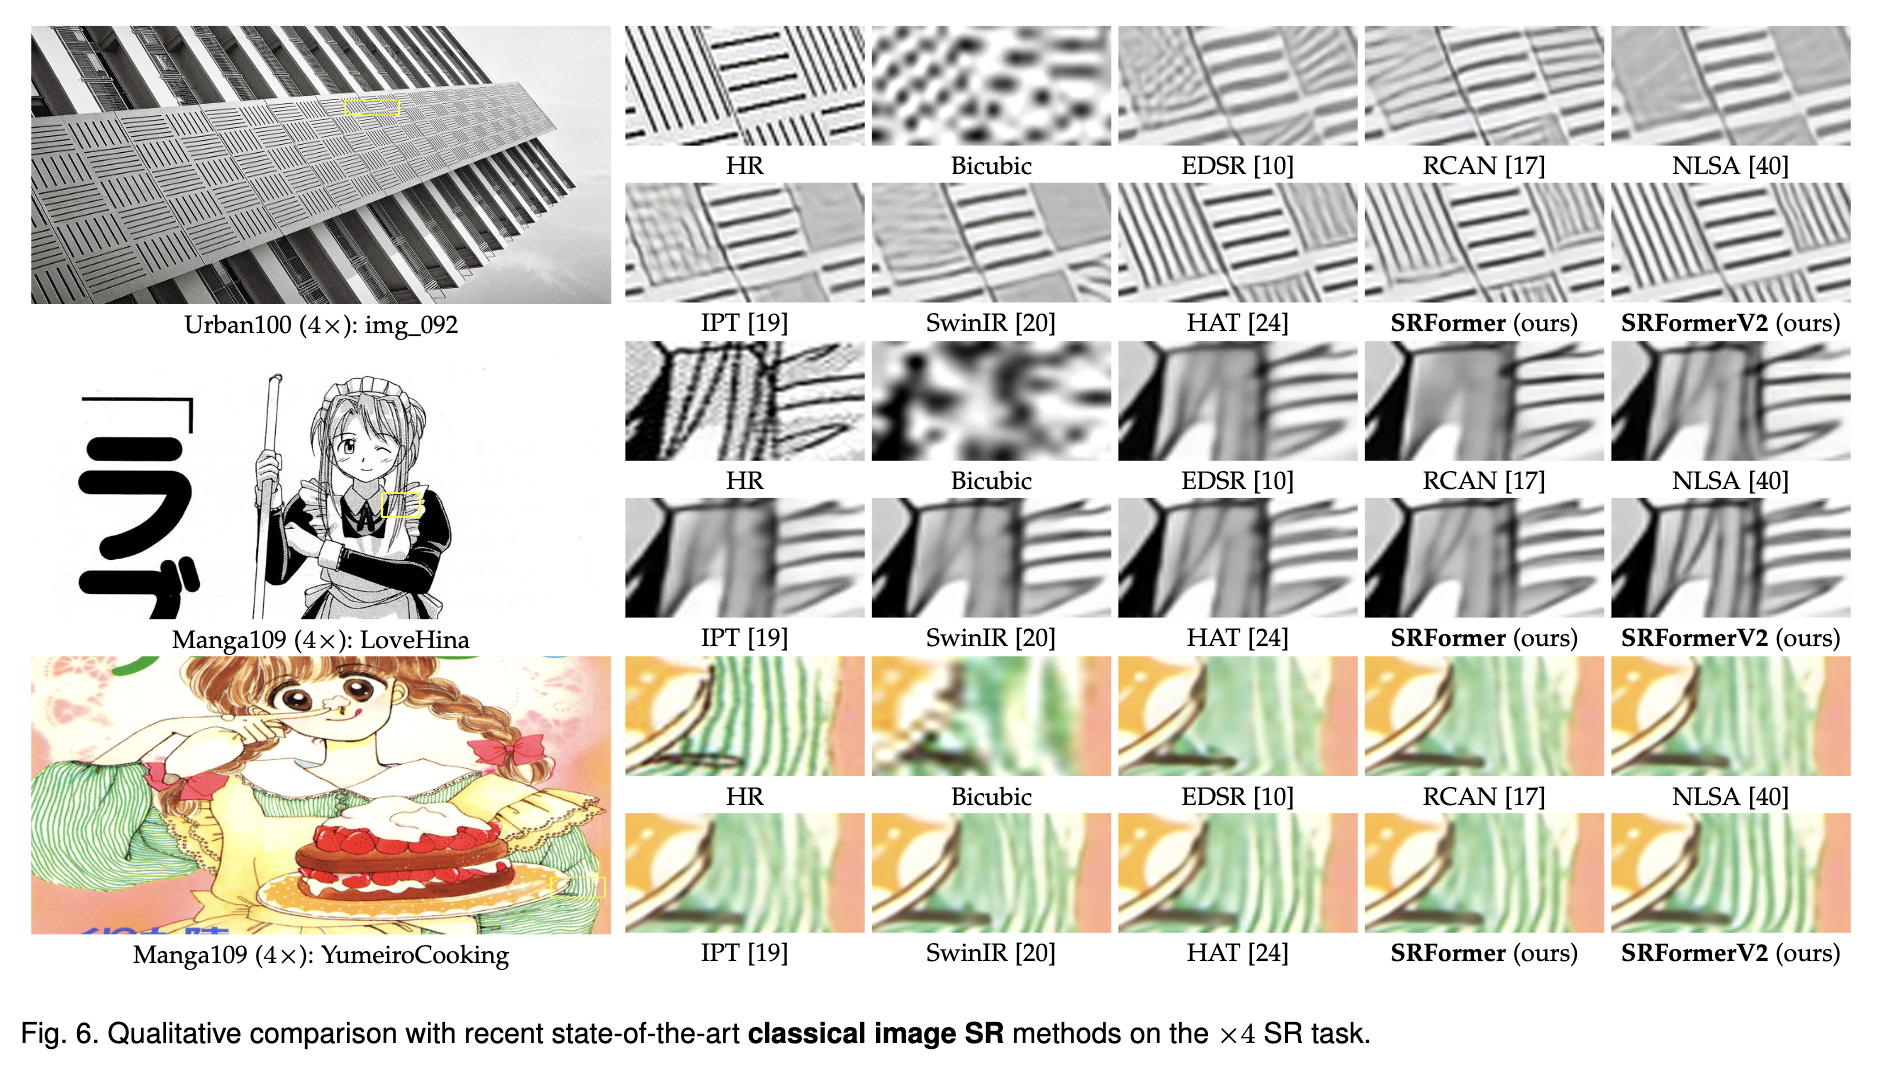 HR
Bicubic
EDSR [10]
RCAN [17]
NLSA [40]
IPT [19]
SwinIR [20]
HAT [24]
SRFormer (ours)
SRFormerV2 (ours)
Urban100 (4×): img_092
HR
Bicubic
EDSR [10]
RCAN [17]
NLSA [40]
ラブ
IPT [19]
SwinIR [20]
HAT [24]
SRFormer (ours)
SRFormerV2 (ours)
Manga109 (4×): LoveHina
HR
Bicubic
EDSR [10]
RCAN [17]
NLSA [40]
IPT [19]
SwinIR [20]
HAT [24]
SRFormer (ours)
SRFormerV2 (ours)
Manga109 (4×): YumeiroCooking
Fig. 6. Qualitative comparison with recent state-of-the-art classical image SR methods on the ×4 SR task.